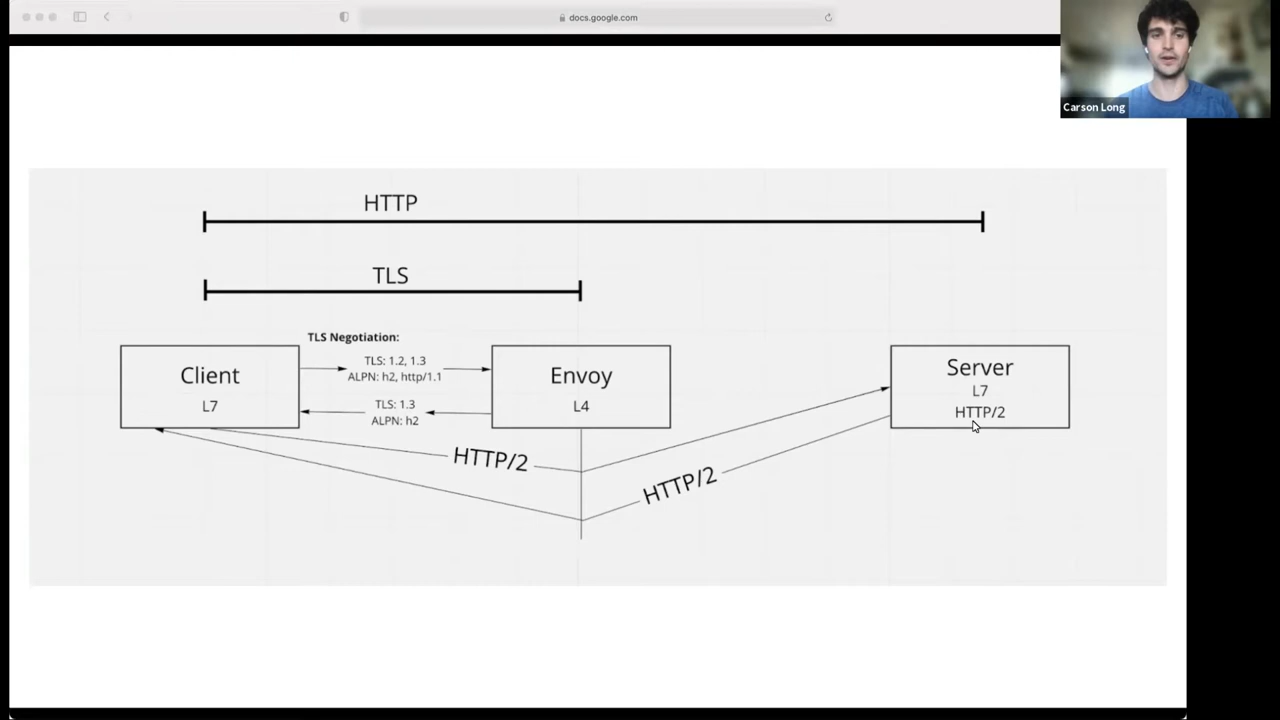 docs.google.com
Carson Long
HTTP
TLS
TLS Negotiation:
TLS: 1.2, 1.3
ALPN: h2, http/1.1
TLS: 1.3
ALPN: h2
Client
L7
Envoy
L4
Server
L7
HTTP/2
HTTP/2
HTTP/2